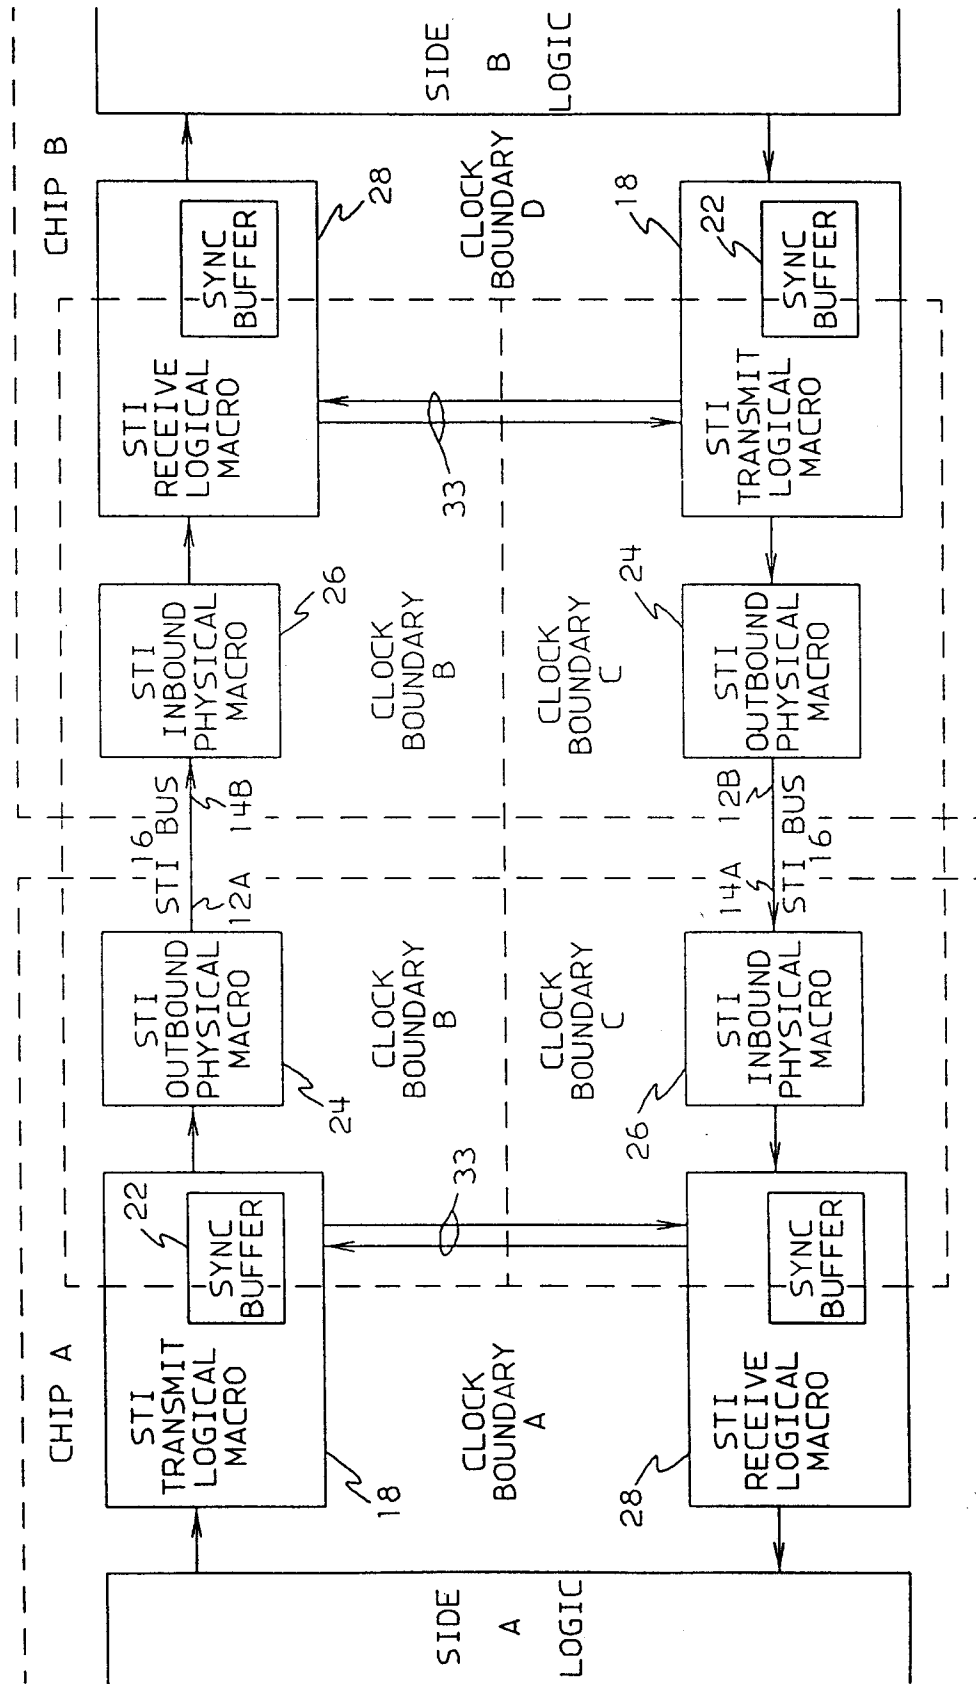 CHIP A
CHIP B
SIDE
A
LOGIC
STI
TRANSMIT
LOGICAL
MACRO
SYNC
BUFFER
22
18
STI
OUTBOUND
PHYSICAL
MACRO
24
STI BUS
16
12A
14B
STI
INBOUND
PHYSICAL
MACRO
26
STI
RECEIVE
LOGICAL
MACRO
SYNC
BUFFER
28
SIDE
B
LOGIC
33
33
CLOCK
BOUNDARY
A
CLOCK
BOUNDARY
B
CLOCK
BOUNDARY
B
CLOCK
BOUNDARY
C
CLOCK
BOUNDARY
C
CLOCK
BOUNDARY
D
28
STI
RECEIVE
LOGICAL
MACRO
SYNC
BUFFER
26
STI
INBOUND
PHYSICAL
MACRO
14A
12B
STI BUS
16
24
STI
OUTBOUND
PHYSICAL
MACRO
18
STI
TRANSMIT
LOGICAL
MACRO
22
SYNC
BUFFER